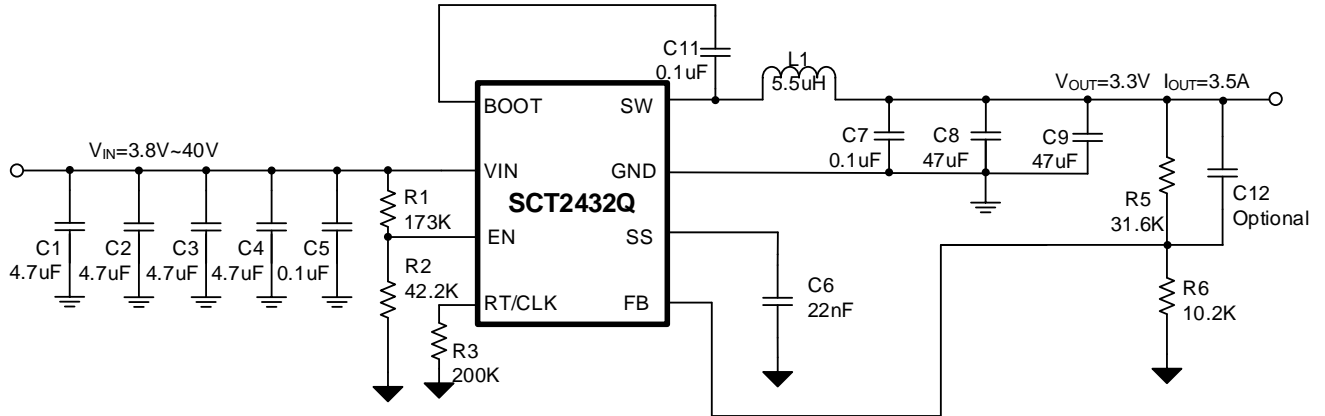 C11
0.1uF
L1
5.5uH
VOUT=3.3V IOUT=3.5A
BOOT
SW
VIN=3.8V~40V
VIN
GND
SCT2432Q
EN
SS
RT/CLK
FB
C1
4.7uF
C2
4.7uF
C3
4.7uF
C4
4.7uF
C5
0.1uF
R1
173K
R2
42.2K
R3
200K
C6
22nF
C7
0.1uF
C8
47uF
C9
47uF
R5
31.6K
C12
Optional
R6
10.2K